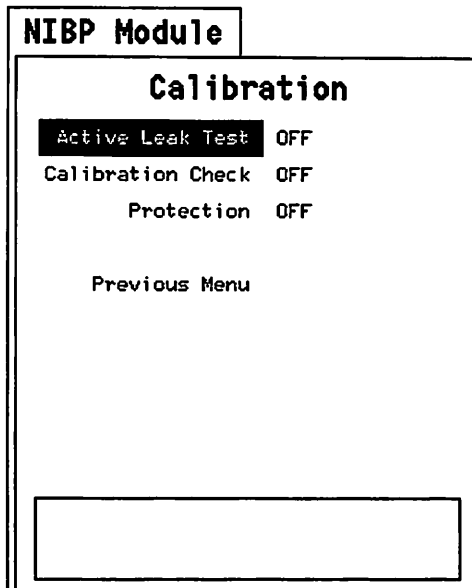 NIBP Module
Calibration
Active Leak Test OFF
Calibration Check OFF
Protection OFF
Previous Menu